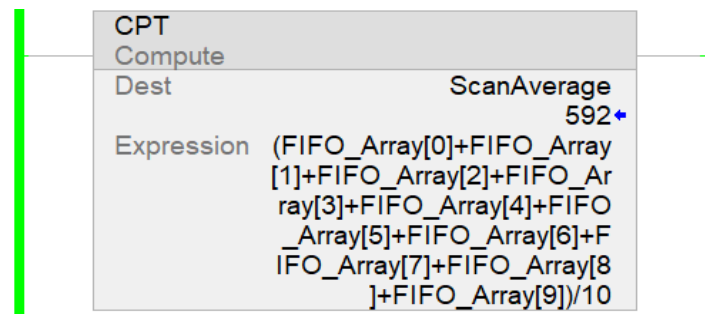 CPT
Compute
Dest ScanAverage
592
Expression (FIFO_Array[0]+FIFO_Array
[1]+FIFO_Array[2]+FIFO_Ar
ray[3]+FIFO_Array[4]+FIFO
_Array[5]+FIFO_Array[6]+F
IFO_Array[7]+FIFO_Array[8
]+FIFO_Array[9])/10